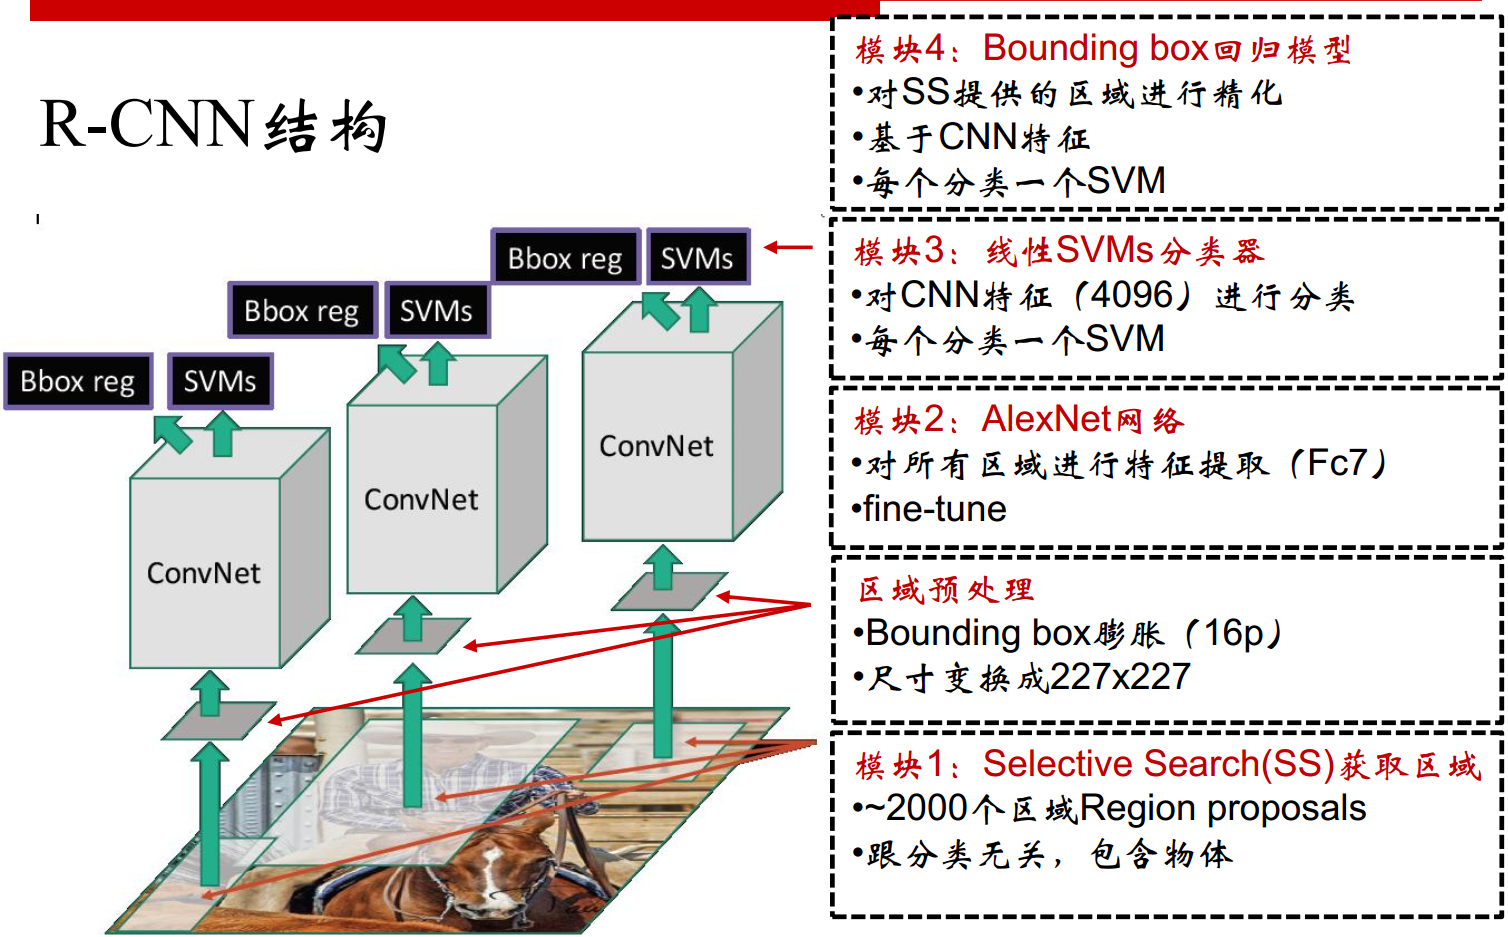 R-CNN结构
模块4：Bounding box回归模型
•对SS提供的区域进行精化
•基于CNN特征
•每个分类一个SVM
模块3：线性SVMs分类器
•对CNN特征（4096）进行分类
•每个分类一个SVM
模块2：AlexNet网络
•对所有区域进行特征提取（Fc7）
•fine-tune
区域预处理
•Bounding box膨胀（16p）
•尺寸变换成227x227
模块1：Selective Search(SS)获取区域
•~2000个区域Region proposals
•跟分类无关，包含物体
Bbox reg
SVMs
ConvNet
Bbox reg
SVMs
ConvNet
Bbox reg
SVMs
ConvNet